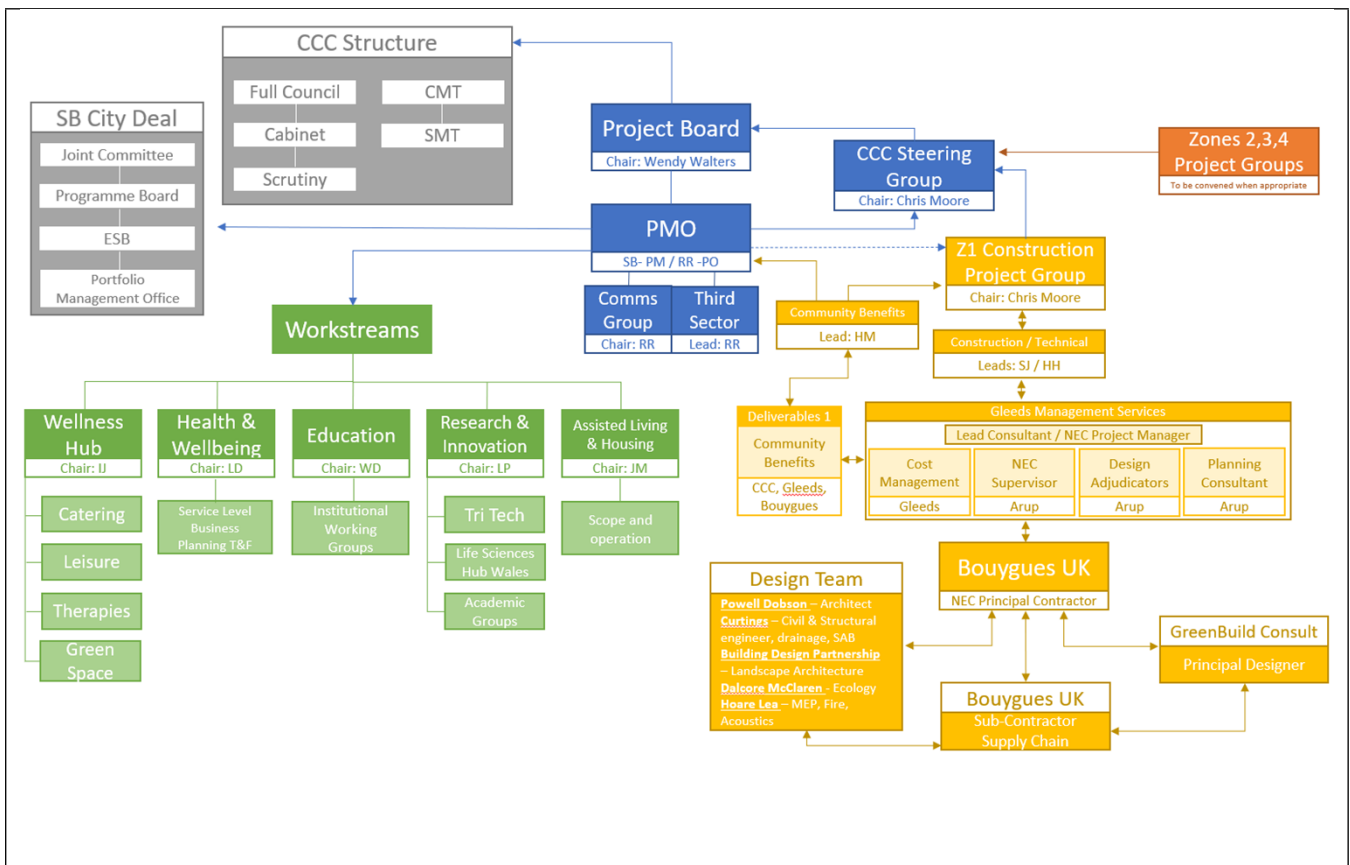 CCC Structure
Full Council
CMT
Cabinet
SMT
Scrutiny
SB City Deal
Joint Committee
Programme Board
ESB
Portfolio
Management Office
Project Board
Chair: Wendy Walters
CCC Steering
Group
Chair: Chris Moore
Zones 2,3,4
Project Groups
To be convened when appropriate
PMO
SB- PM / RR -PO
Comms
Group
Chair: RR
Third
Sector
Lead: RR
Z1 Construction
Project Group
Chair: Chris Moore
Community Benefits
Lead: HM
Construction / Technical
Leads: SJ / HH
Workstreams
Wellness
Hub
Chair: IJ
Catering
Leisure
Therapies
Green
Space
Health &
Wellbeing
Chair: LD
Service Level
Business
Planning T&F
Education
Chair: WD
Institutional
Working
Groups
Research &
Innovation
Chair: LP
Tri Tech
Life Sciences
Hub Wales
Academic
Groups
Assisted Living
& Housing
Chair: JM
Scope and
operation
Deliverables 1
Community
Benefits
CCC, Gleeds,
Bouygues
Gleeds Management Services
Lead Consultant / NEC Project Manager
Cost
Management
Gleeds
NEC
Supervisor
Arup
Design
Adjudicators
Arup
Planning
Consultant
Arup
Bouygues UK
NEC Principal Contractor
Design Team
Powell Dobson – Architect
Curtines – Civil & Structural
engineer, drainage, SAB
Building Design Partnership
– Landscape Architecture
Dalcore McClaren - Ecology
Hoare Lea – MEP, Fire,
Acoustics
GreenBuild Consult
Principal Designer
Bouygues UK
Sub-Contractor
Supply Chain